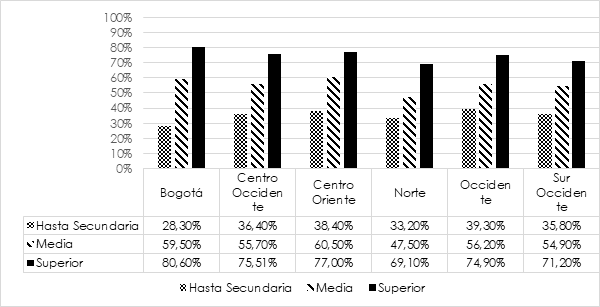 100%
90%
80%
70%
60%
50%
40%
30%
20%
10%
0%
Bogotá Centro Occiden te Centro Oriente Norte Occiden te Sur Occiden te
Hasta Secundaria 28,30% 36,40% 38,40% 33,20% 39,30% 35,80%
Media 59,50% 55,70% 60,50% 47,50% 56,20% 54,90%
Superior 80,60% 75,51% 77,00% 69,10% 74,90% 71,20%
Hasta Secundaria Media Superior